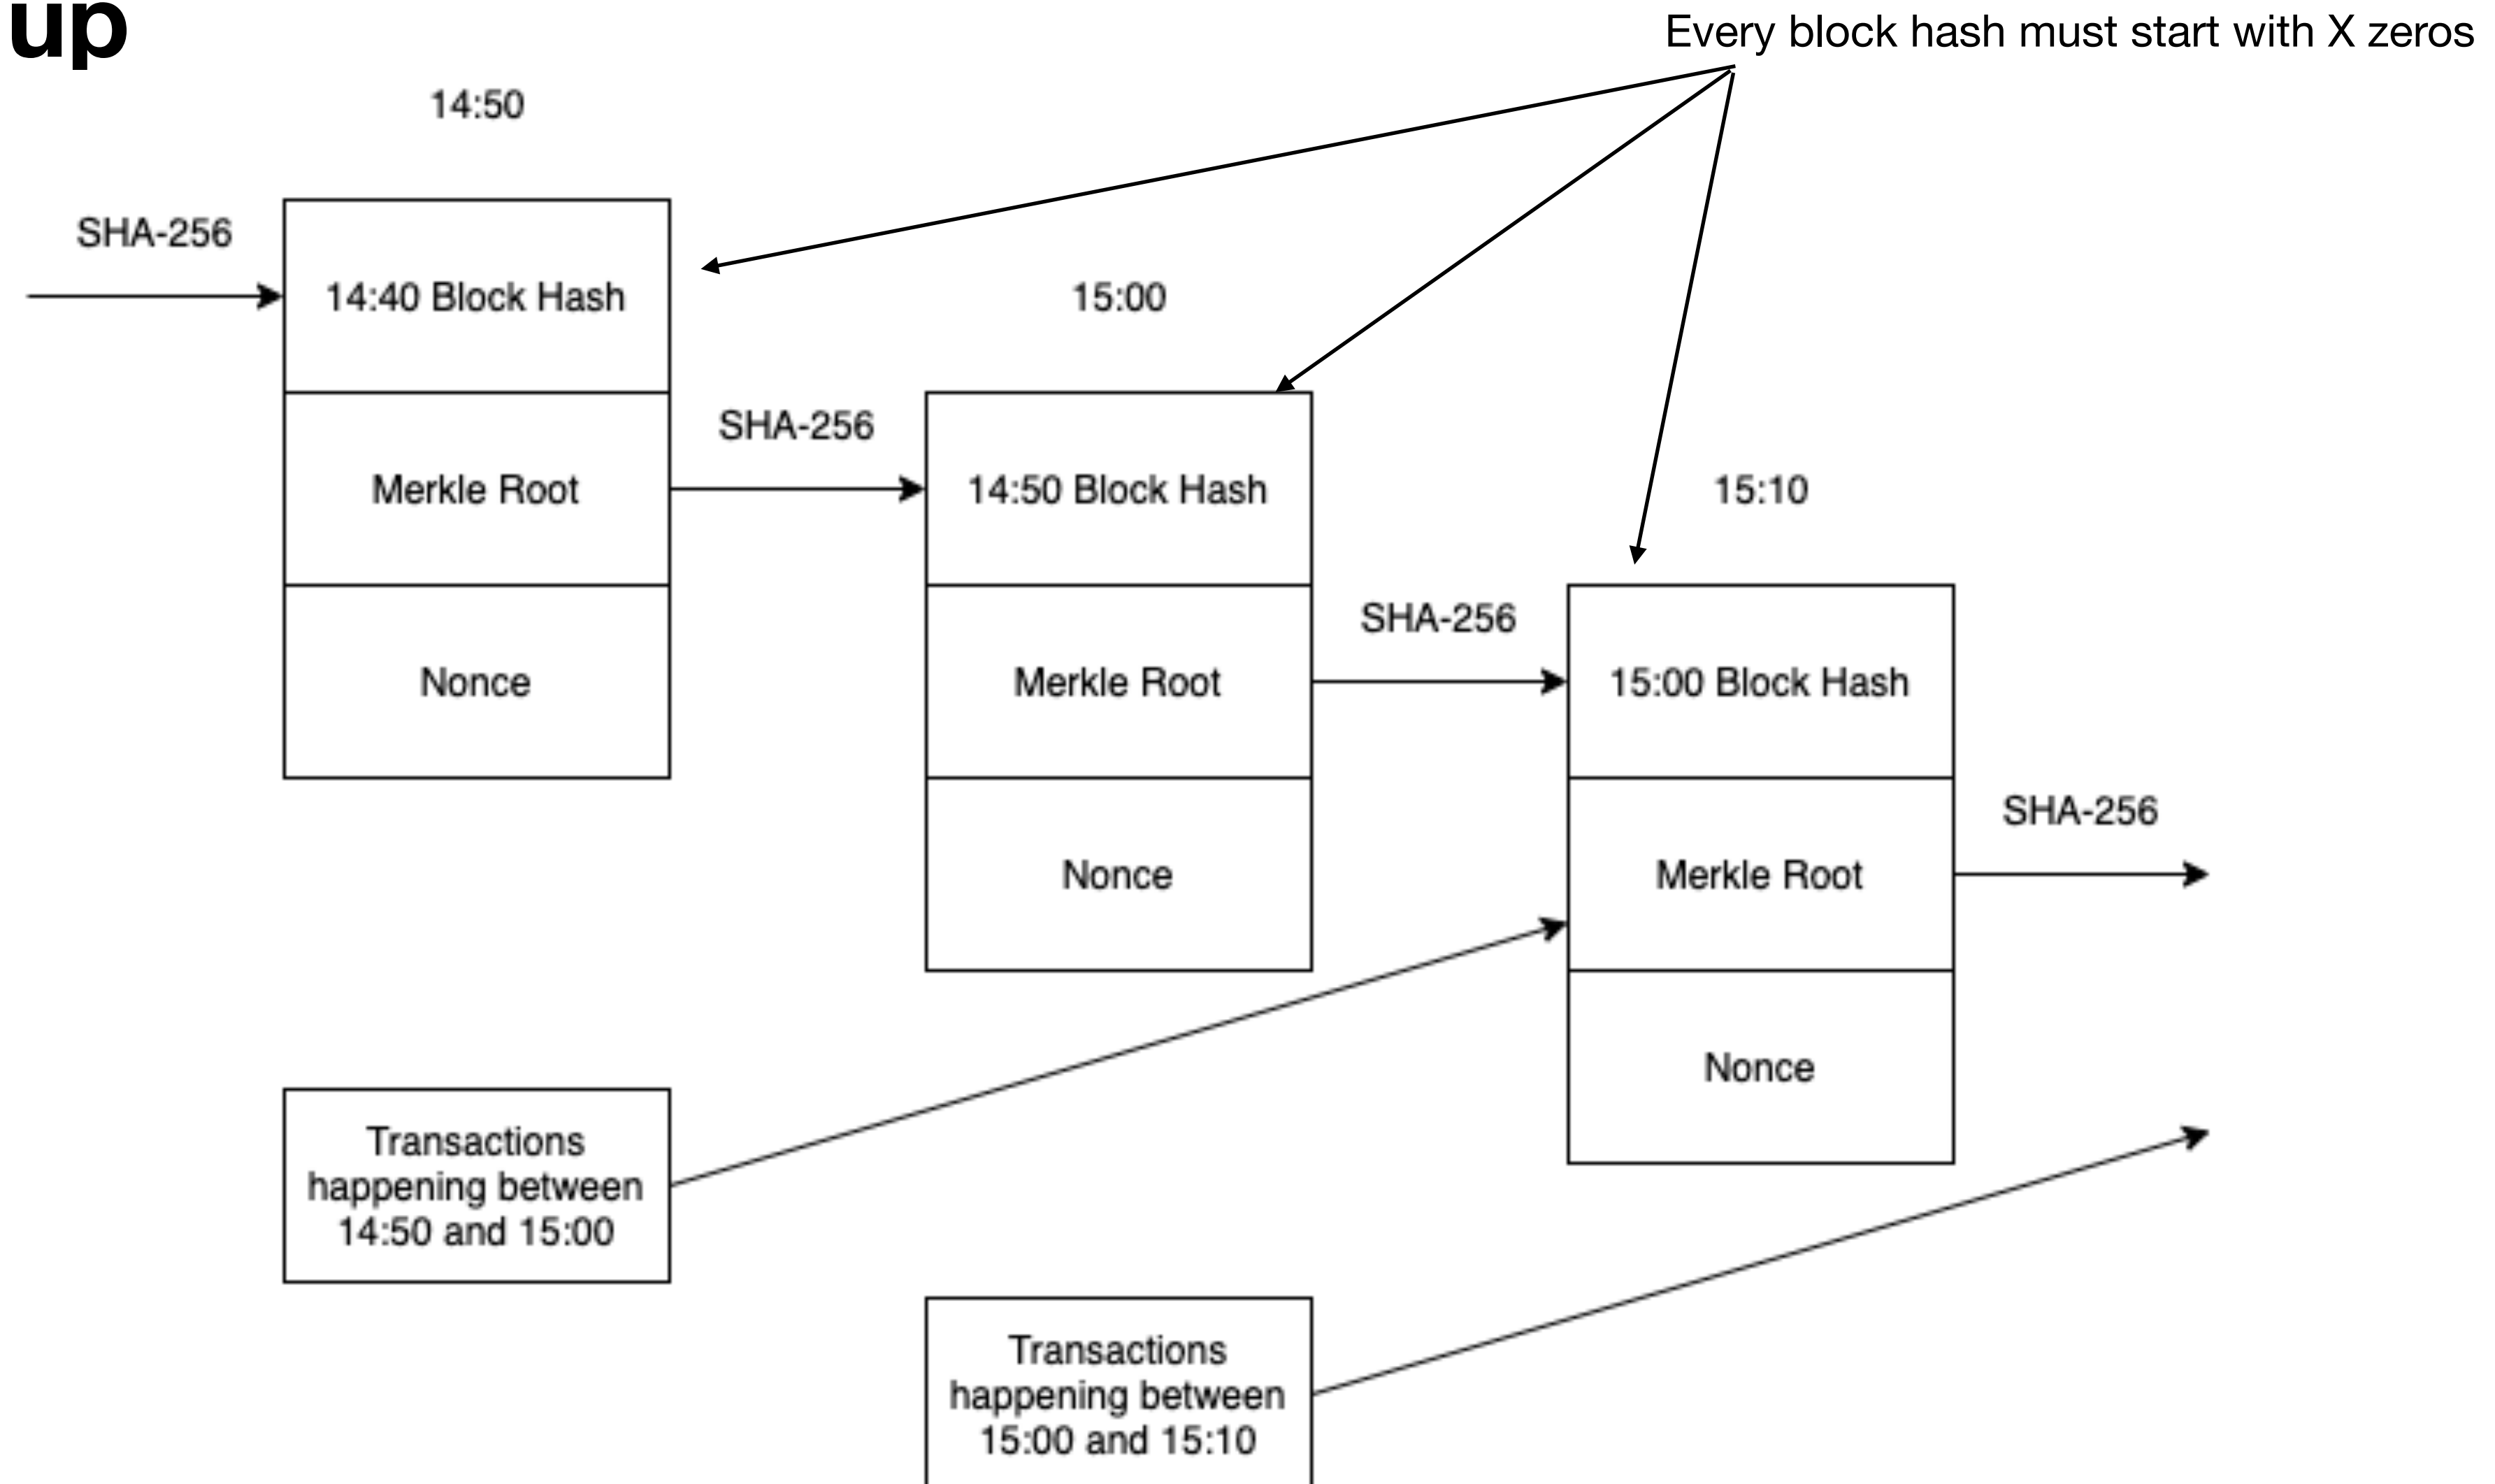 up
Every block hash must start with X zeros
14:50
SHA-256
14:40 Block Hash
Merkle Root
Nonce
15:00
SHA-256
14:50 Block Hash
Merkle Root
Nonce
15:10
SHA-256
15:00 Block Hash
Merkle Root
Nonce
SHA-256
Transactions
happening between
14:50 and 15:00
Transactions
happening between
15:00 and 15:10